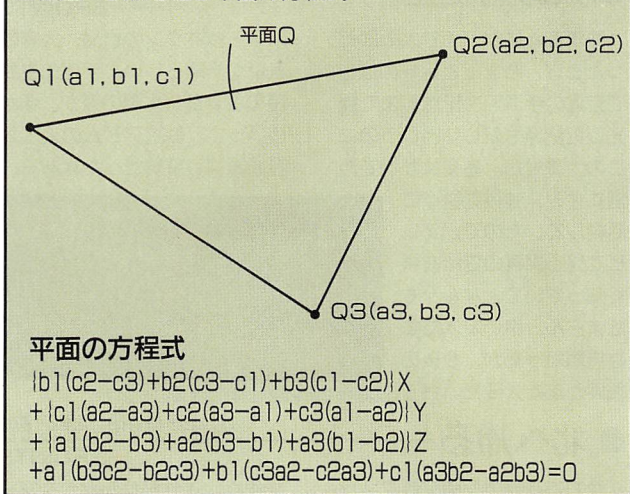 平面Q
Q2(a2, b2, c2)
Q1(a1, b1, c1)
Q3(a3, b3, c3)
平面の方程式
{b1(c2−c3)+b2(c3−c1)+b3(c1−c2)}X
+{c1(a2−a3)+c2(a3−a1)+c3(a1−a2)}Y
+{a1(b2−b3)+a2(b3−b1)+a3(b1−b2)}Z
+a1(b3c2−b2c3)+b1(c3a2−c2a3)+c1(a3b2−a2b3)=0